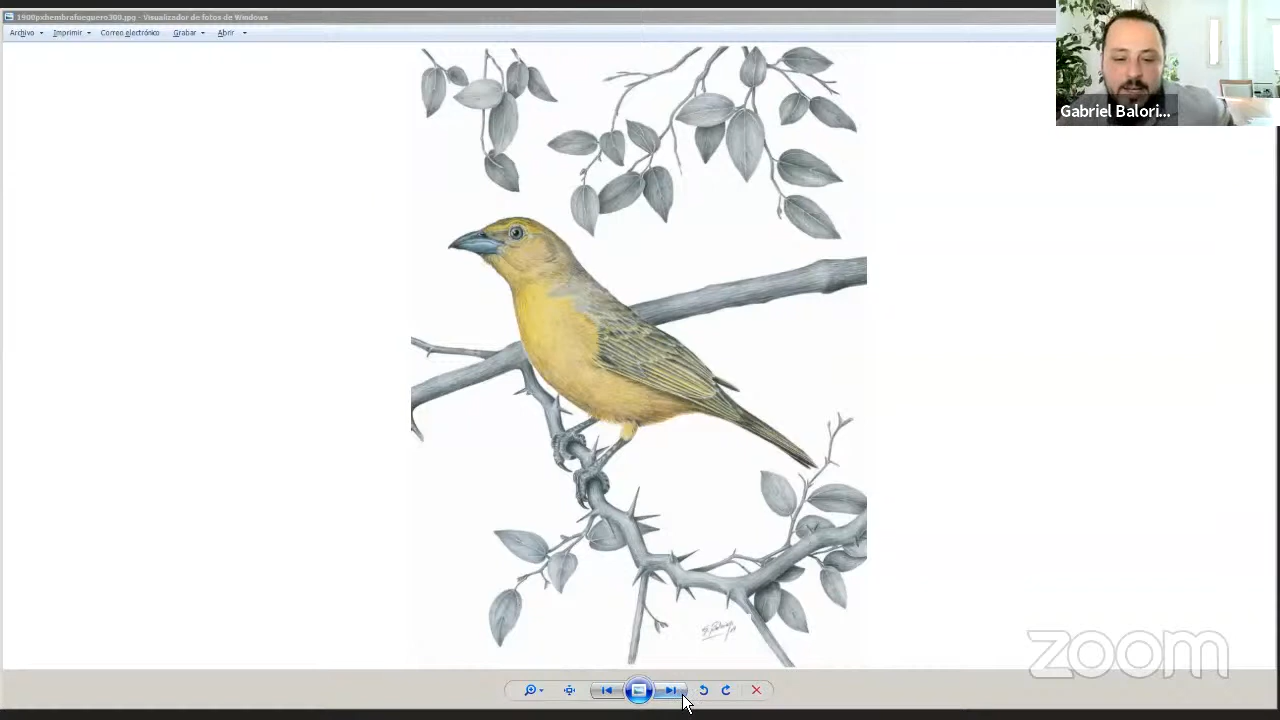 1900pxhembrafueguero300.jpg - Visualizador de fotos de Windows
Archivo Imprimir Correo electrónico Grabar Abrir
Gabriel Balori...
zoom